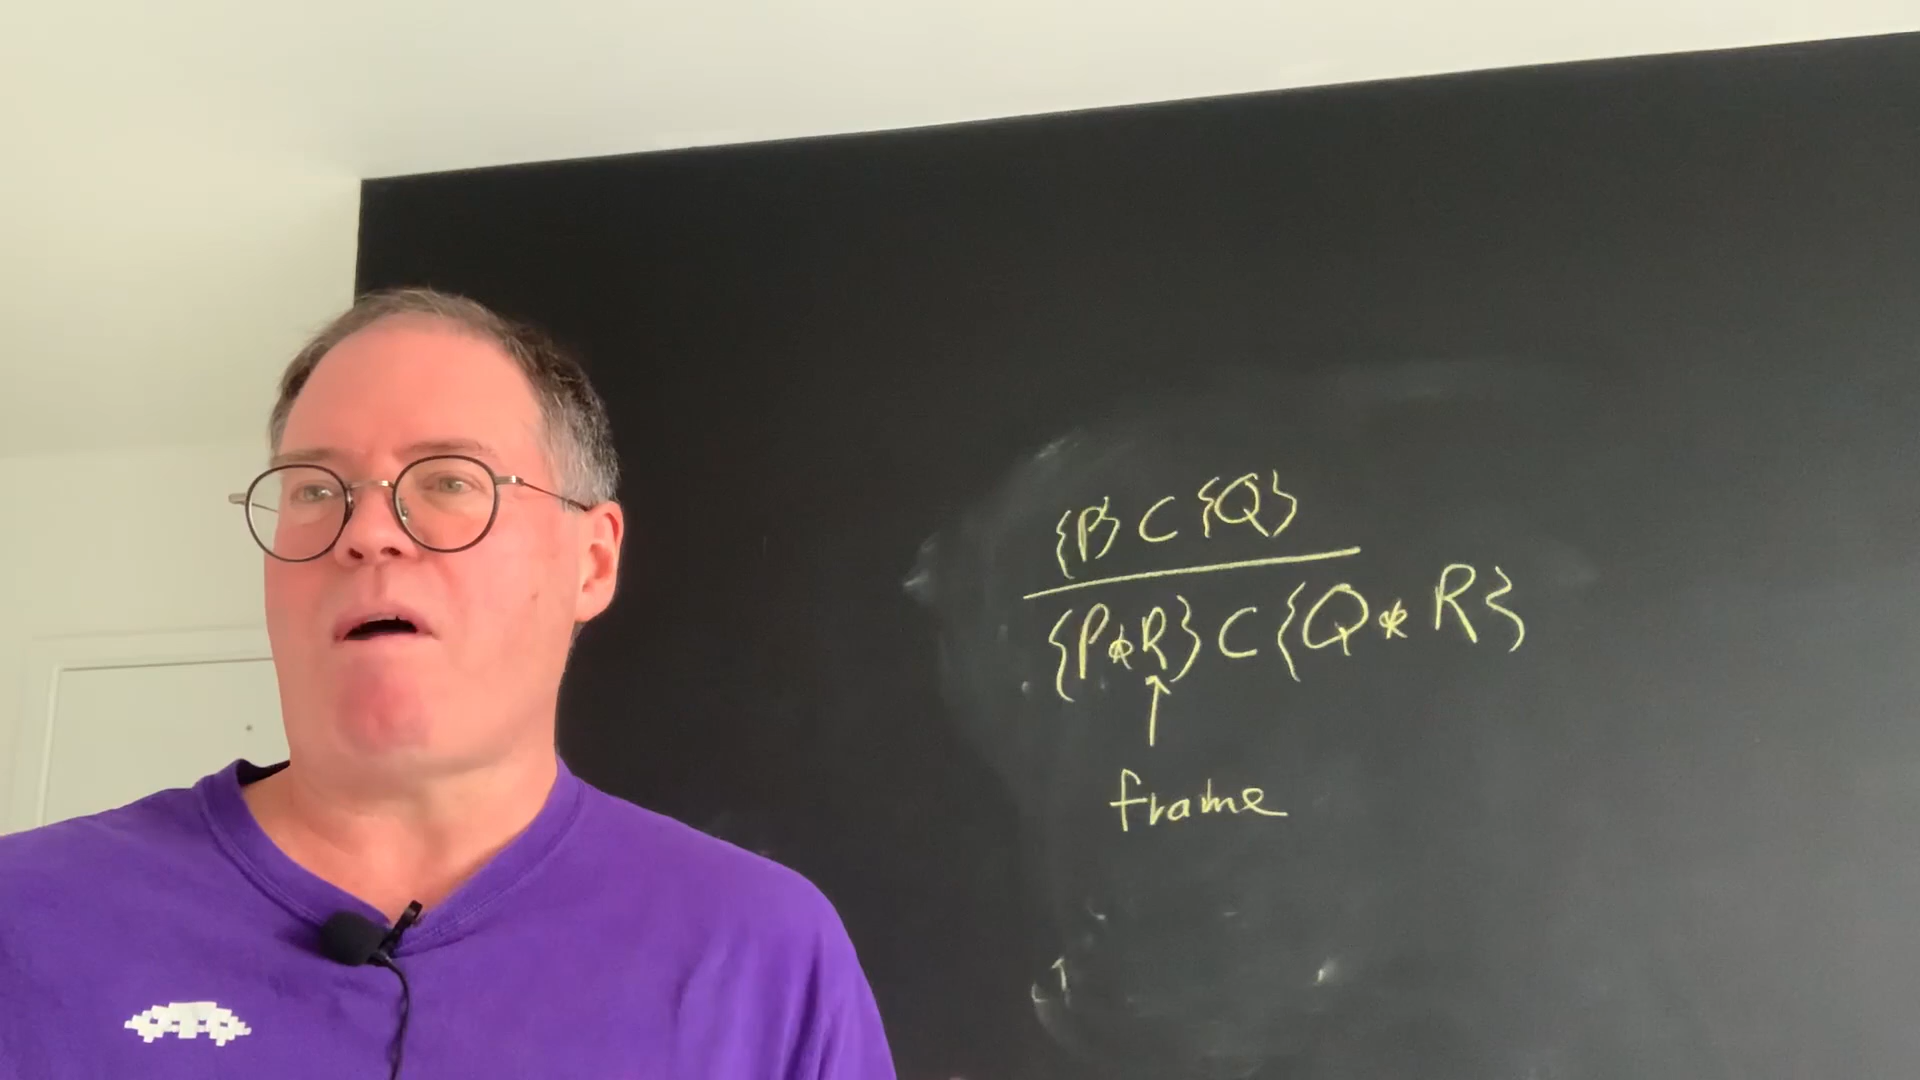 {P} C {Q}
{P * R} C {Q * R}
↑
frame